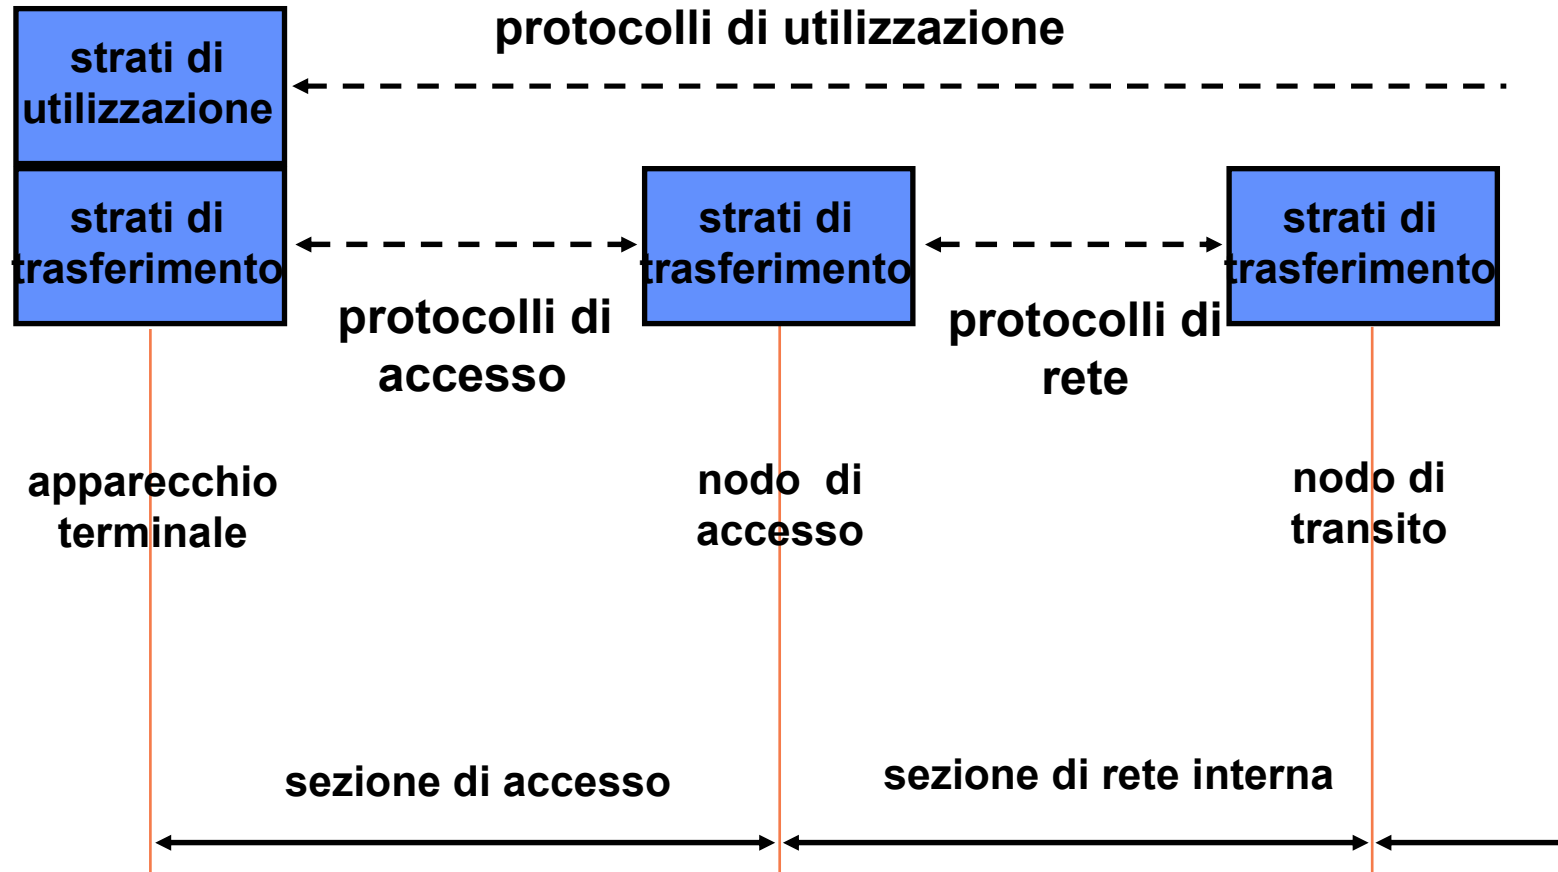 protocolli di utilizzazione
strati di
utilizzazione
strati di
trasferimento
strati di
trasferimento
strati di
trasferimento
protocolli di
accesso
protocolli di
rete
apparecchio
terminale
nodo di
accesso
nodo di
transito
sezione di accesso
sezione di rete interna